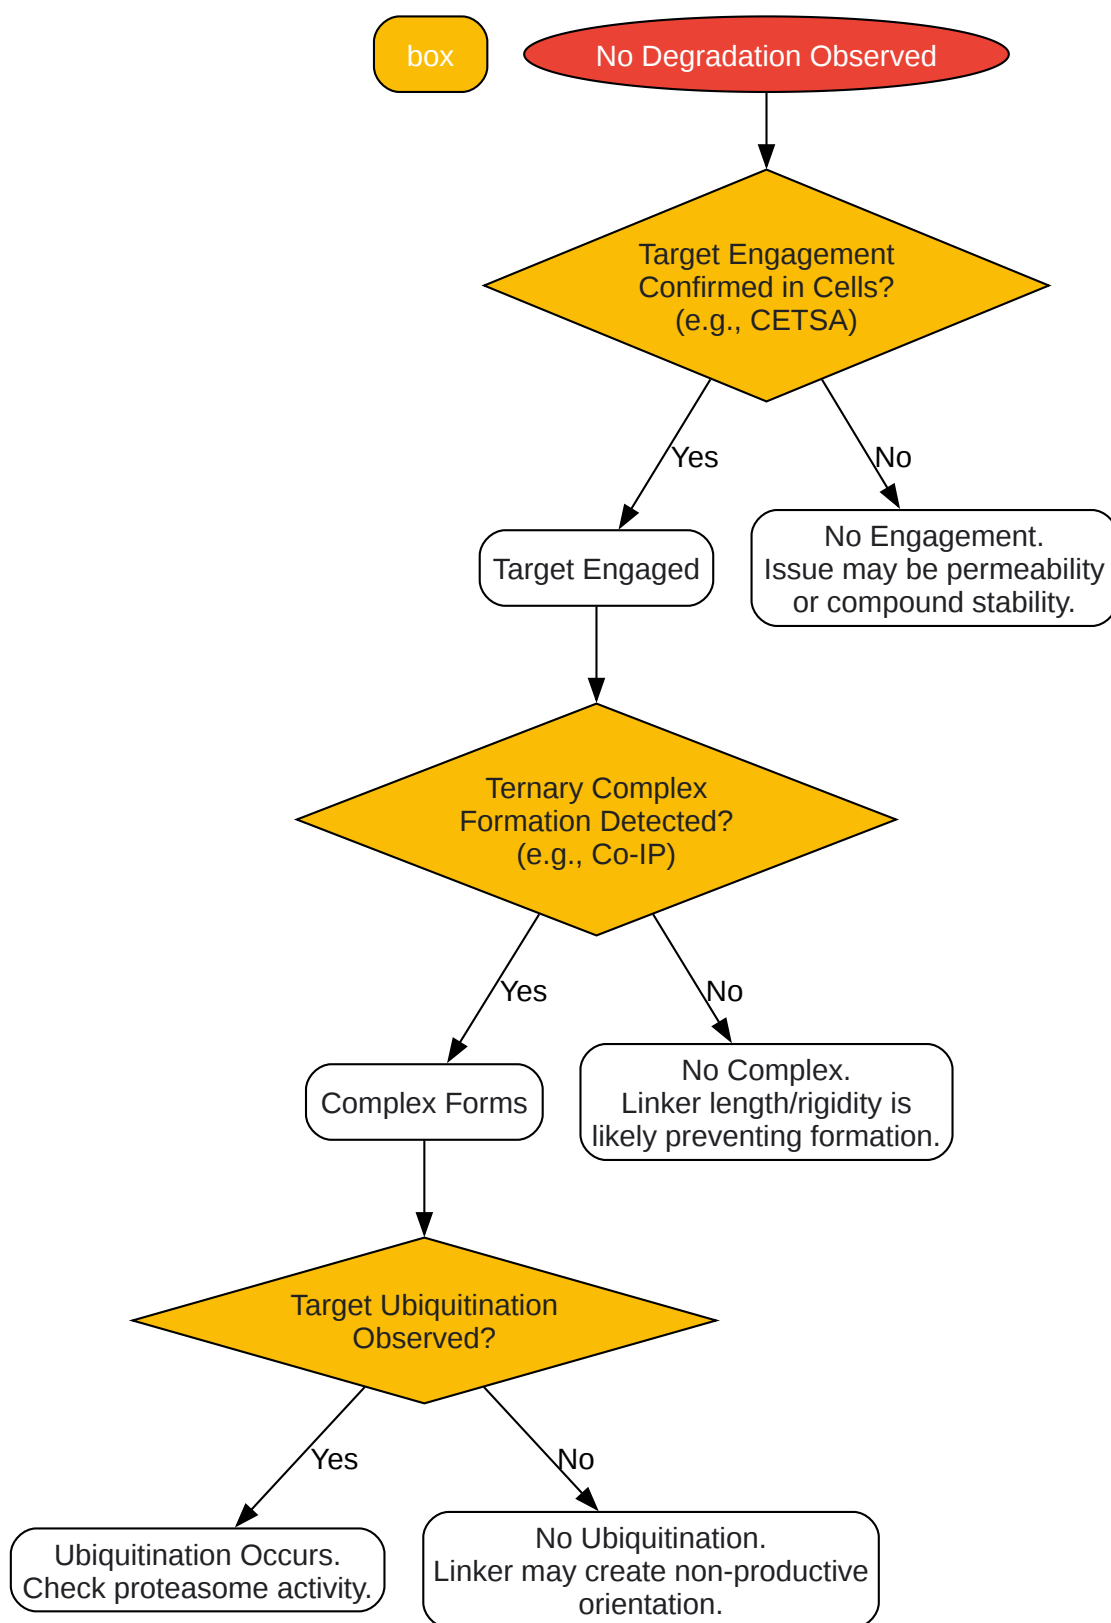 box
No Degradation Observed
Target Engagement
Confirmed in Cells?
(e.g., CETSA)
Yes
No
Target Engaged
No Engagement.
Issue may be permeability
or compound stability.
Ternary Complex
Formation Detected?
(e.g., Co-IP)
Yes
No
Complex Forms
No Complex.
Linker length/rigidity is
likely preventing formation.
Target Ubiquitination
Observed?
Yes
No
Ubiquitination Occurs.
Check proteasome activity.
No Ubiquitination.
Linker may create non-productive
orientation.